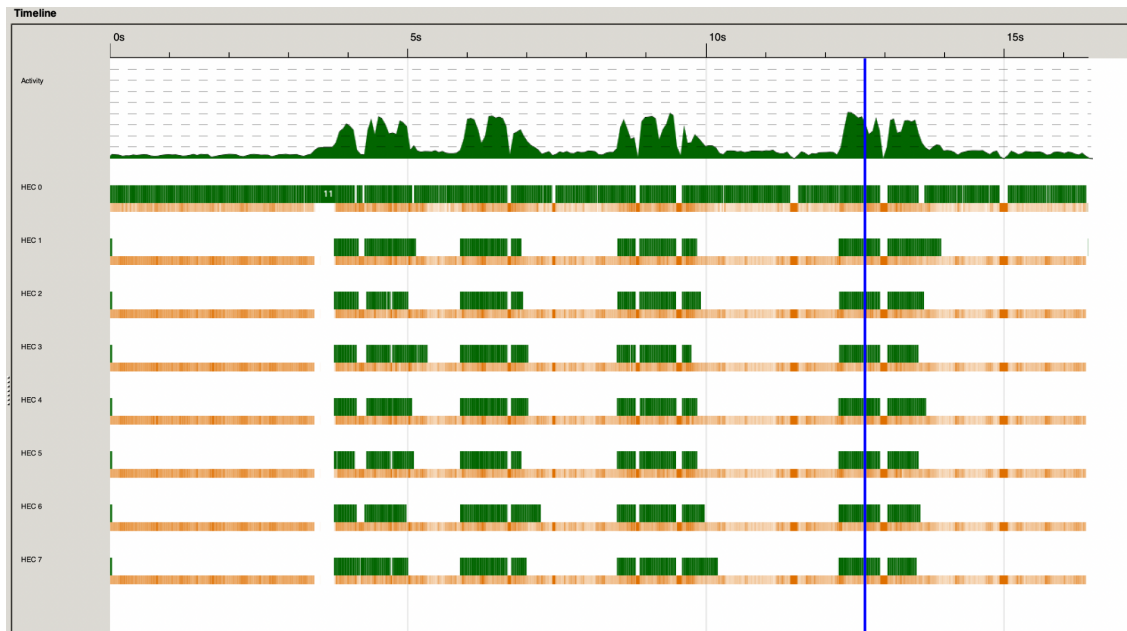 Timeline
0s 5s 10s 15s
Activity
HEC 0
11
HEC 1
HEC 2
HEC 3
HEC 4
HEC 5
HEC 6
HEC 7